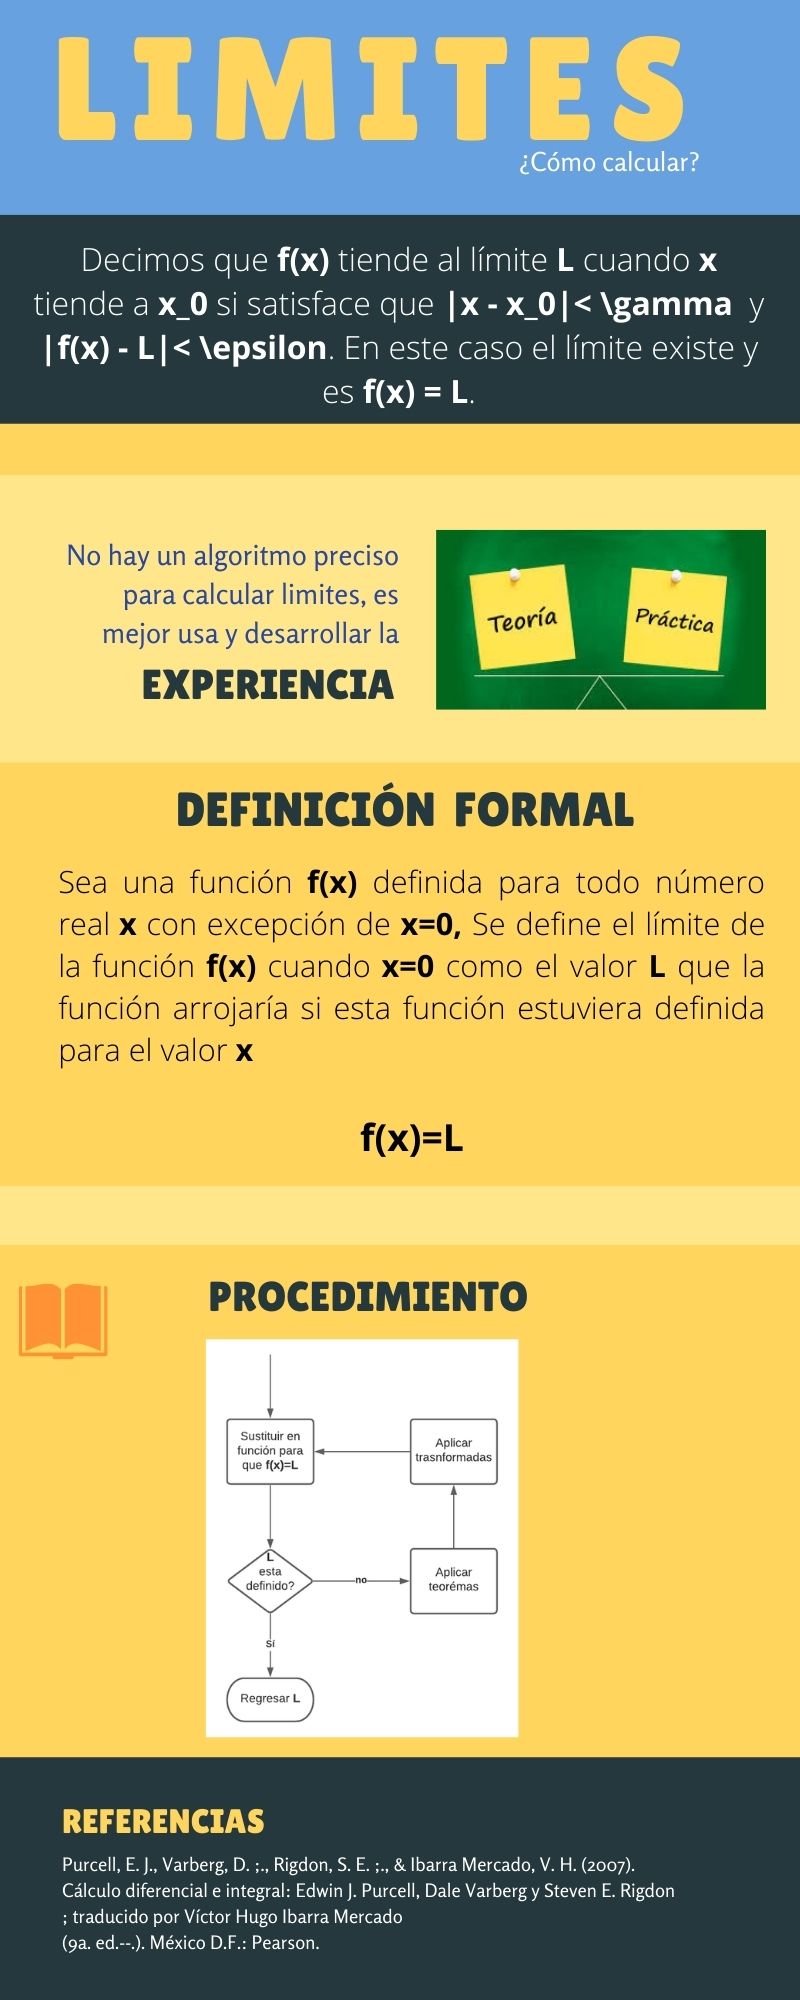 LIMITES
¿Cómo calcular?
Decimos que f(x) tiende al límite L cuando x
tiende a x_0 si satisface que |x - x_0|< \gamma y
|f(x) - L|< \epsilon. En este caso el límite existe y
es f(x) = L.
No hay un algoritmo preciso
para calcular limites, es
mejor usa y desarrollar la
EXPERIENCIA
Teoría
Práctica
DEFINICIÓN FORMAL
Sea una función f(x) definida para todo número
real x con excepción de x=0, Se define el límite de
la función f(x) cuando x=0 como el valor L que la
función arrojaría si esta función estuviera definida
para el valor x
f(x)=L
PROCEDIMIENTO
Sustituir en
función para
que f(x)=L
Aplicar
trasnformadas
L
esta
definido?
no
Aplicar
teorémas
Sí
Regresar L
REFERENCIAS
Purcell, E. J., Varberg, D. ;., Rigdon, S. E. ;., & Ibarra Mercado, V. H. (2007).
Cálculo diferencial e integral: Edwin J. Purcell, Dale Varberg y Steven E. Rigdon
; traducido por Víctor Hugo Ibarra Mercado
(9a. ed.--.). México D.F.: Pearson.